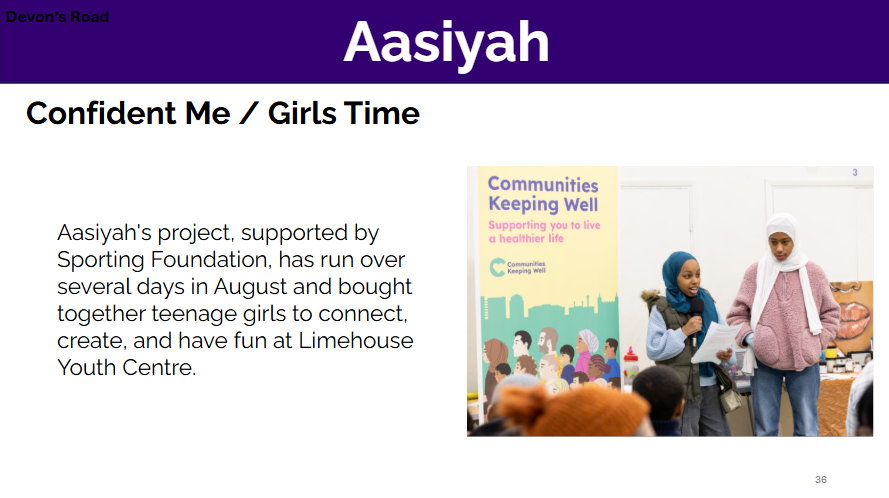 Devon's Road
Aasiyah
Confident Me / Girls Time
Aasiyah's project, supported by
Sporting Foundation, has run over
several days in August and bought
together teenage girls to connect,
create, and have fun at Limehouse
Youth Centre.
Communities
Keeping Well
Supporting you to live
a healthier life
Communities
Keeping Well
3
36